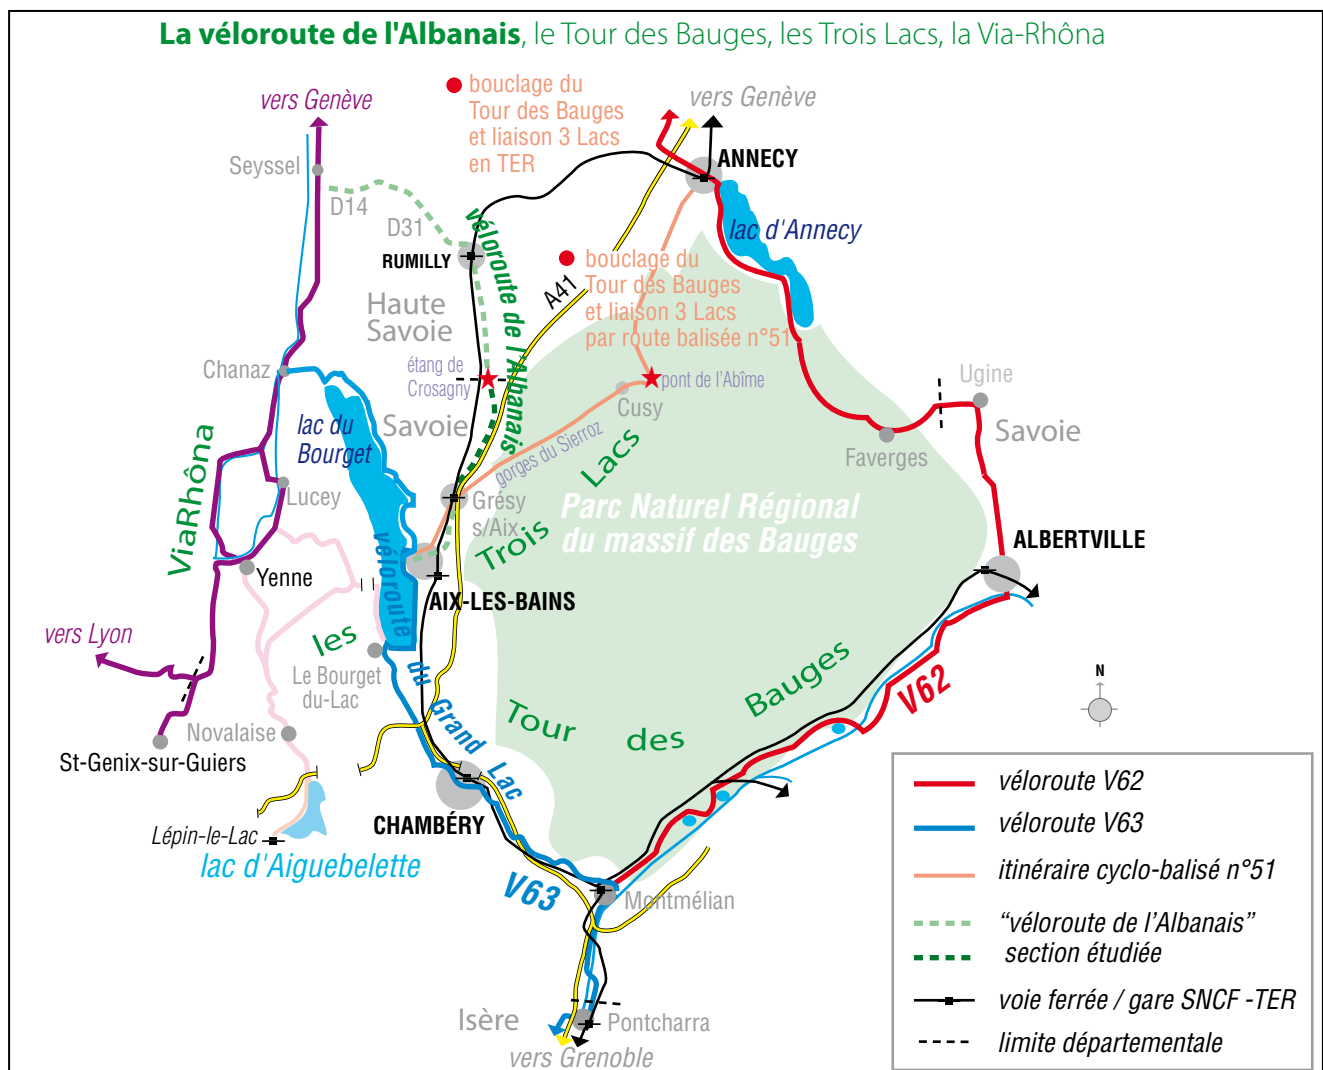 La véloroute de l'Albanais, le Tour des Bauges, les Trois Lacs, la Via-Rhôna
bouclage du
Tour des Bauges
et liaison 3 Lacs
en TER
vers Genève
vers Genève
ANNECY
Seyssel
D14
D31
lac d'Annecy
RUMILLY
véloroute de l'Albanais
bouclage du
Tour des Bauges
et liaison 3 Lacs
par route balisée n°51
A41
Haute
Savoie
étang de
Crosagny
pont de l'Abîme
Chanaz
Cusy
Ugine
Savoie
Savoie
lac du
Bourget
Faverges
gorges du Sierroz
ViaRhôna
Lucey
Grésy
s/Aix
les Trois Lacs
Parc Naturel Régional
du massif des Bauges
ALBERTVILLE
Yenne
AIX-LES-BAINS
véloroute du Grand Lac
vers Lyon
Le Bourget
du-Lac
Tour des Bauges
V62
N
Novalaise
St-Genix-sur-Guiers
CHAMBÉRY
Lépin-le-Lac
lac d'Aiguebelette
V63
Montmélian
Isère
Pontcharra
vers Grenoble
véloroute V62
véloroute V63
itinéraire cyclo-balisé n°51
“véloroute de l’Albanais”
section étudiée
voie ferrée / gare SNCF -TER
limite départementale